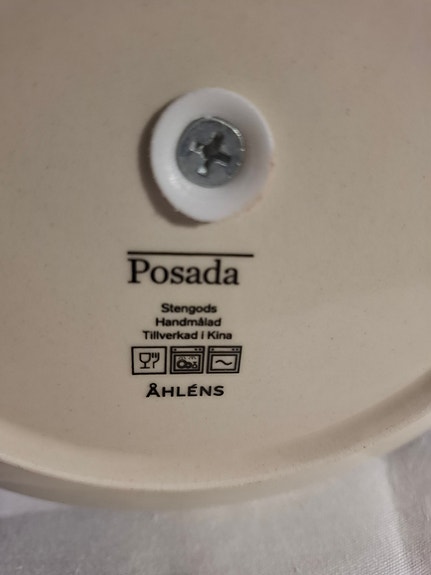 Posada
Stengods
Handmålad
Tillverkad i Kina
ÅHLÉNS